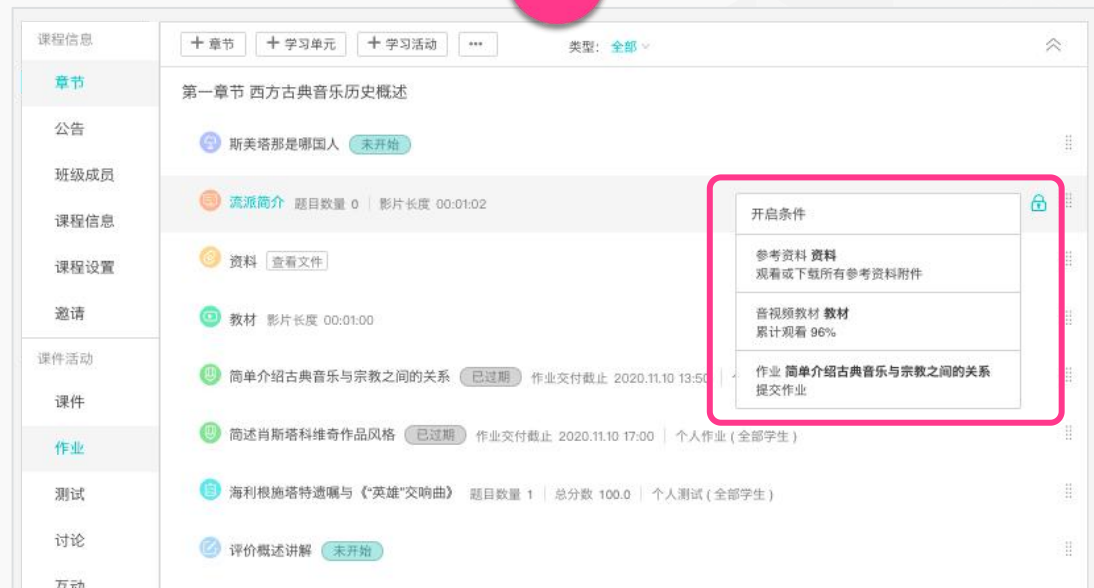 课程信息
章节
公告
班级成员
课程信息
课程设置
邀请
课件活动
课件
作业
测试
讨论
互动
+ 章节 + 学习单元 + 学习活动 ··· 类型: 全部
第一章节 西方古典音乐历史概述
斯美塔那是哪国人 未开始
流派简介 题目数量 0 影片长度 00:01:02
资料 查看文件
教材 影片长度 00:01:00
简单介绍古典音乐与宗教之间的关系 已过期 作业交付截止 2020.11.10 13:50
简述肖斯塔科维奇作品风格 已过期 作业交付截止 2020.11.10 17:00 个人作业 ( 全部学生 )
海利根施塔特遗嘱与《“英雄”交响曲》 题目数量 1 总分数 100.0 个人测试 ( 全部学生 )
评价概述讲解 未开始
开启条件
参考资料 资料
观看或下载所有参考资料附件
音视频教材 教材
累计观看 96%
作业 简单介绍古典音乐与宗教之间的关系
提交作业